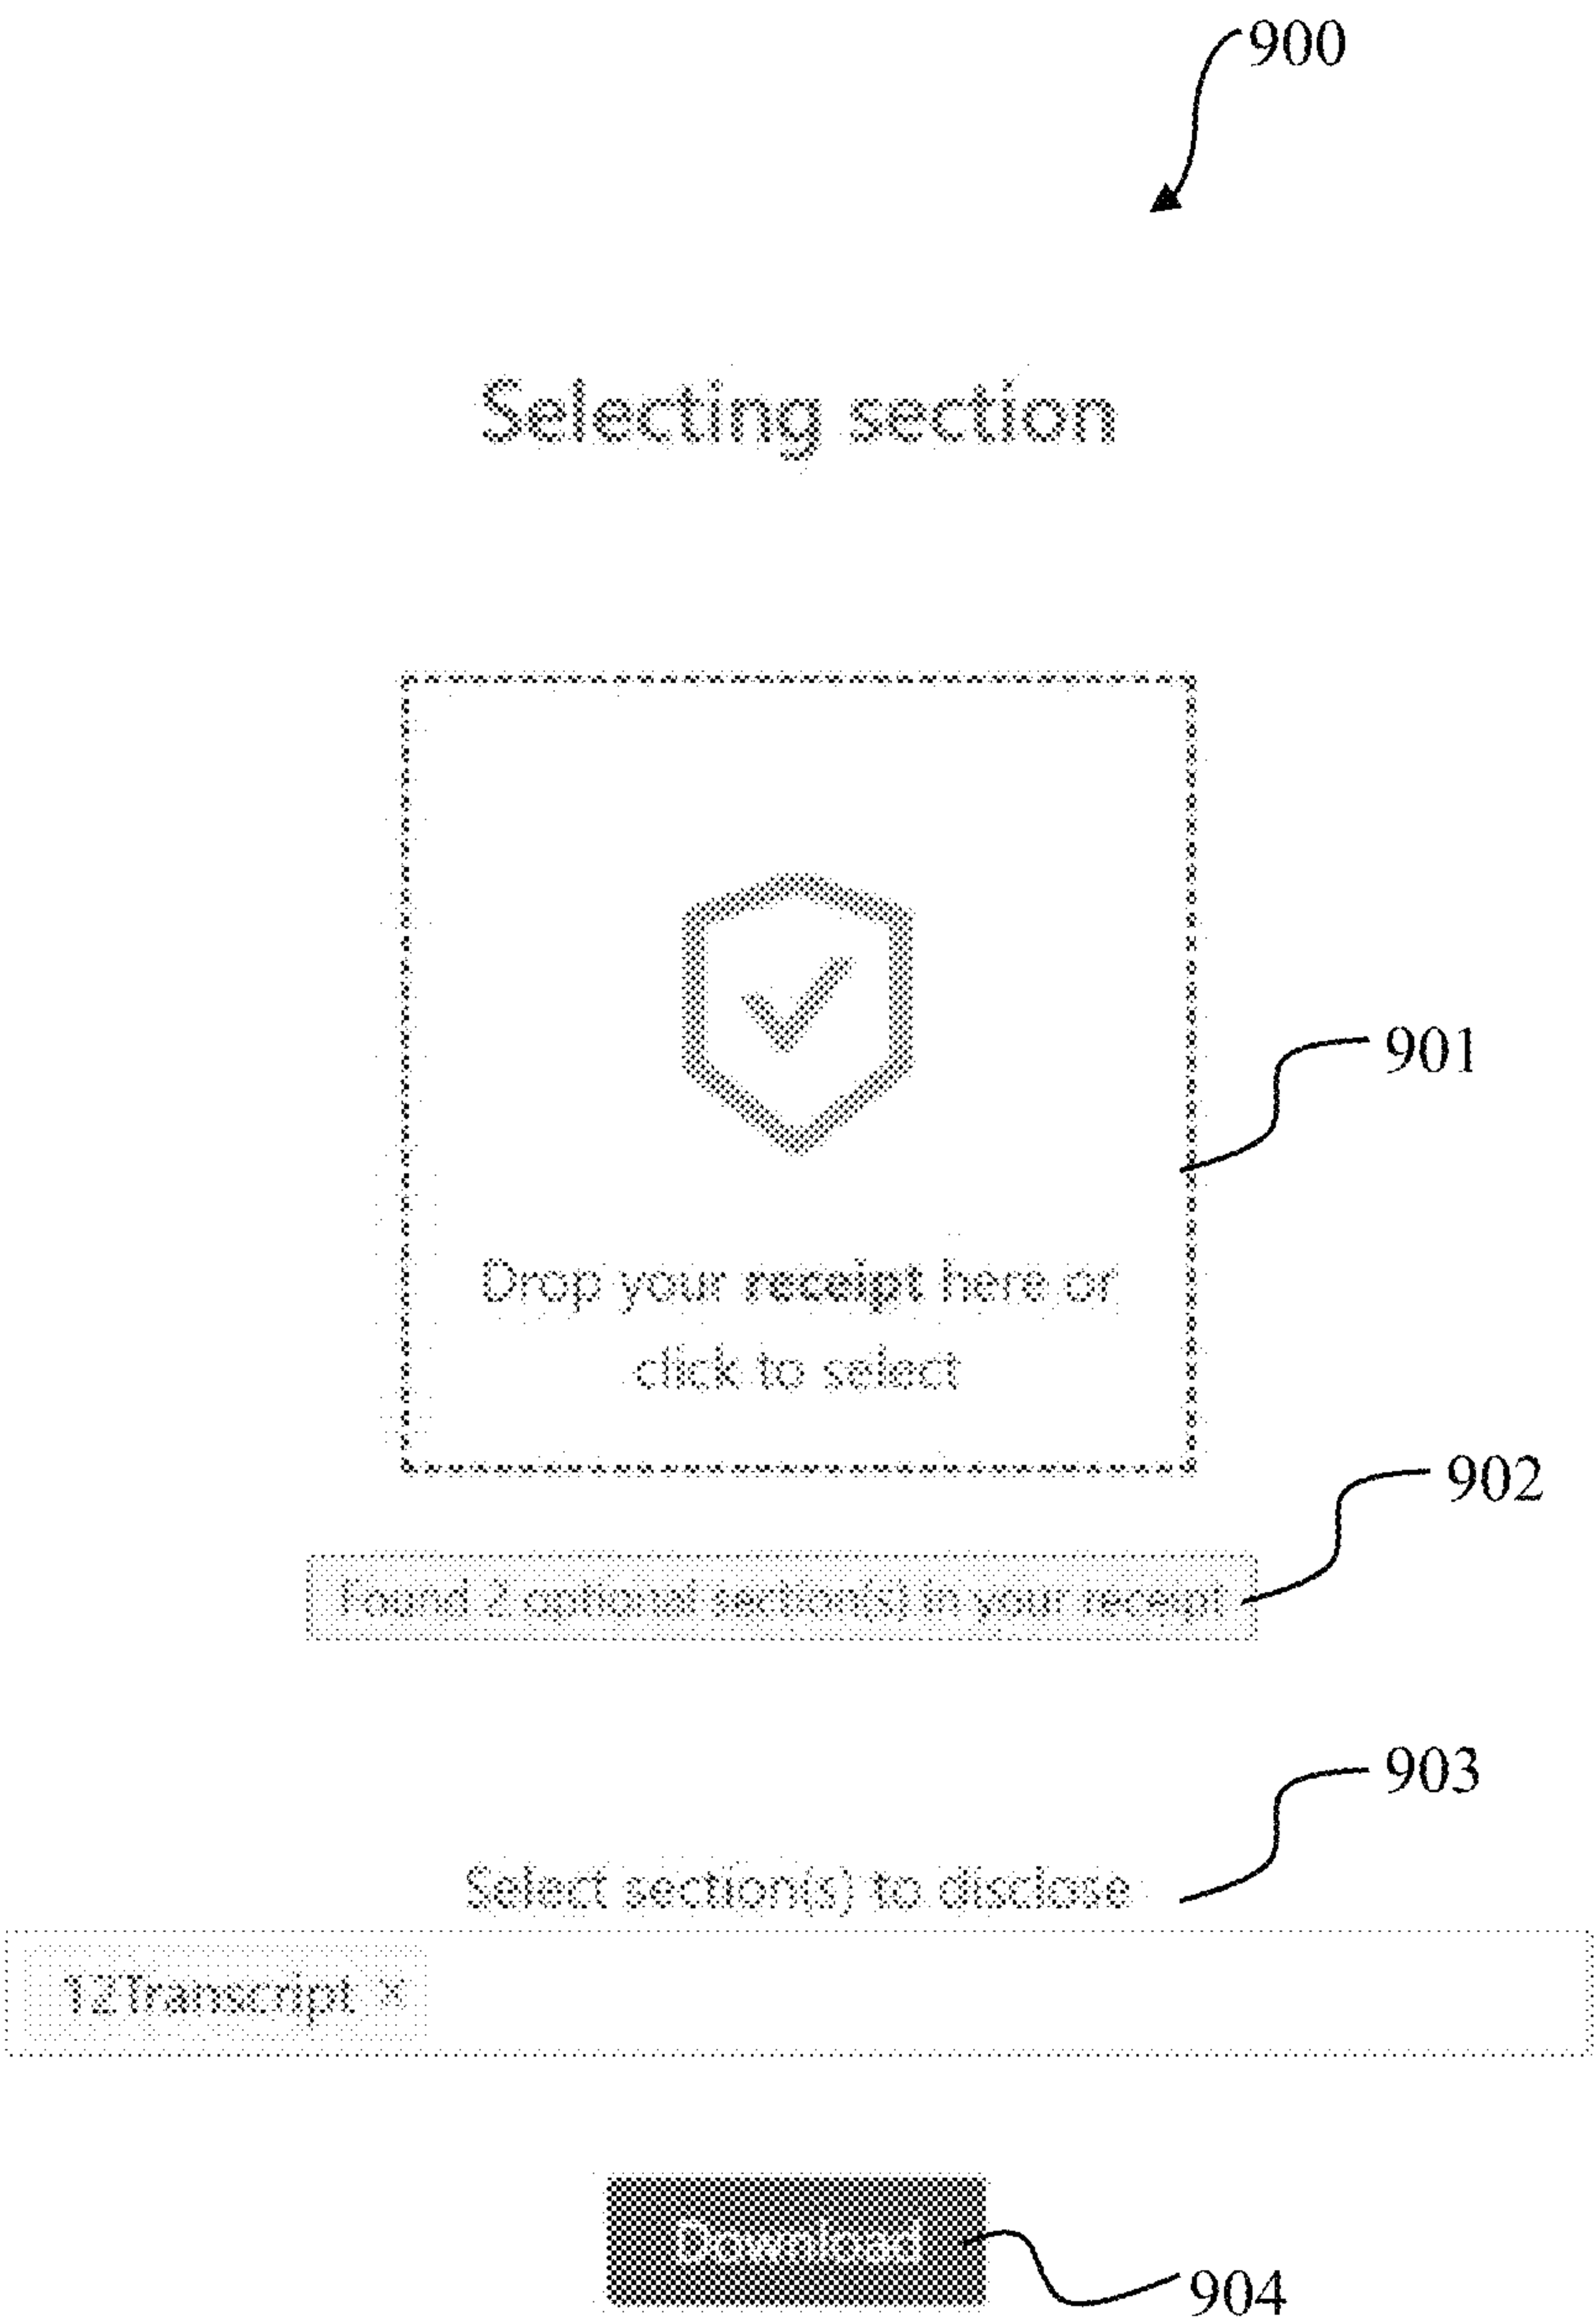 900
Selecting section
901
Drop your receipt here or
click to select
902
Found 2 optional section(s) in your receipt
903
Select section(s) to disclose
1ZTranscript ×
Download
904